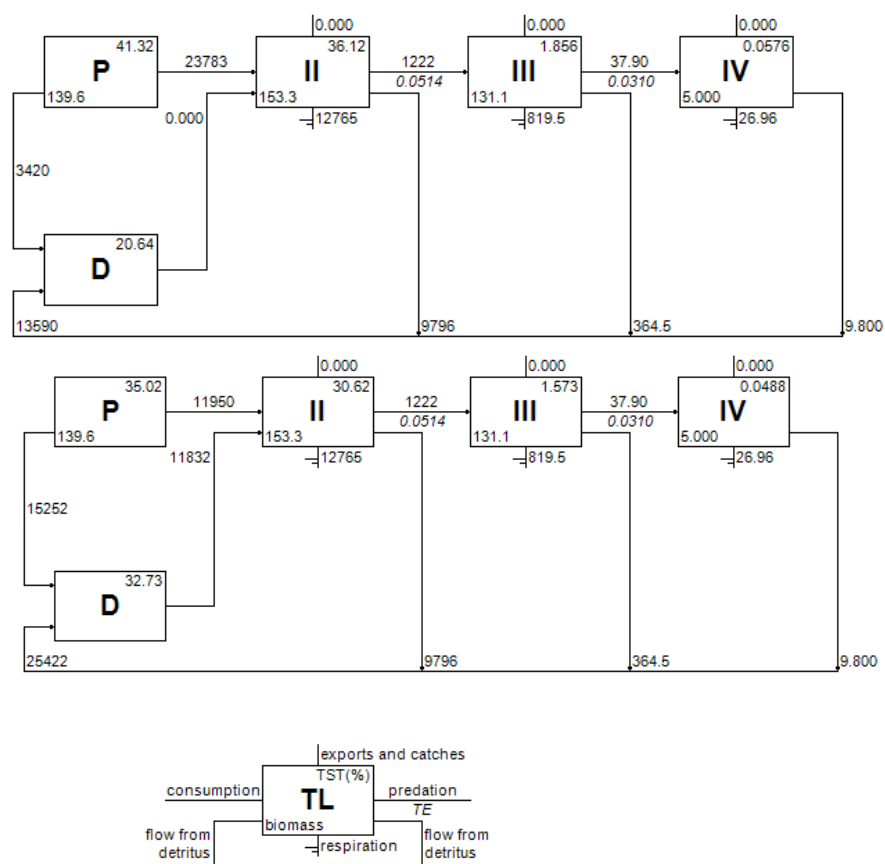 0.000 0.000 0.000
41.32 36.12 1.856 0.0576
P 23783 II 1222 III 37.90 IV
0.0514 0.0310
139.6 153.3 131.1 5.000
0.000 12765 819.5 26.96
3420
20.64
D
13590 9796 364.5 9.800
0.000 0.000 0.000
35.02 30.62 1.573 0.0488
P 11950 II 1222 III 37.90 IV
0.0514 0.0310
139.6 153.3 131.1 5.000
11832 12765 819.5 26.96
15252
32.73
D
25422 9796 364.5 9.800
exports and catches
TST(%)
consumption TL predation
TE
biomass
flow from respiration flow from
detritus detritus